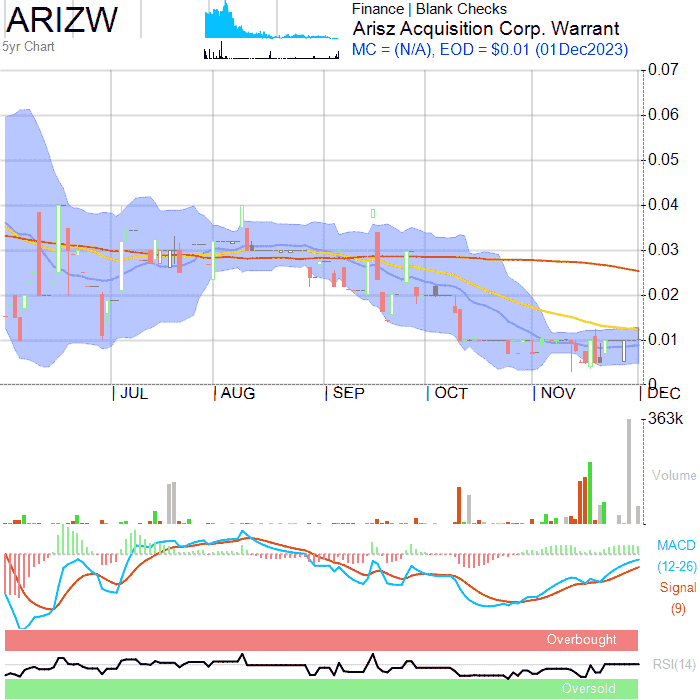 ARIZW
5yr Chart
Finance | Blank Checks
Arisz Acquisition Corp. Warrant
MC = (N/A), EOD = $0.01 (01Dec2023)
0.07
0.06
0.05
0.04
0.03
0.02
0.01
0
JUL AUG SEP OCT NOV DEC
363k
Volume
MACD
(12-26)
Signal
(9)
Overbought
RSI(14)
Oversold